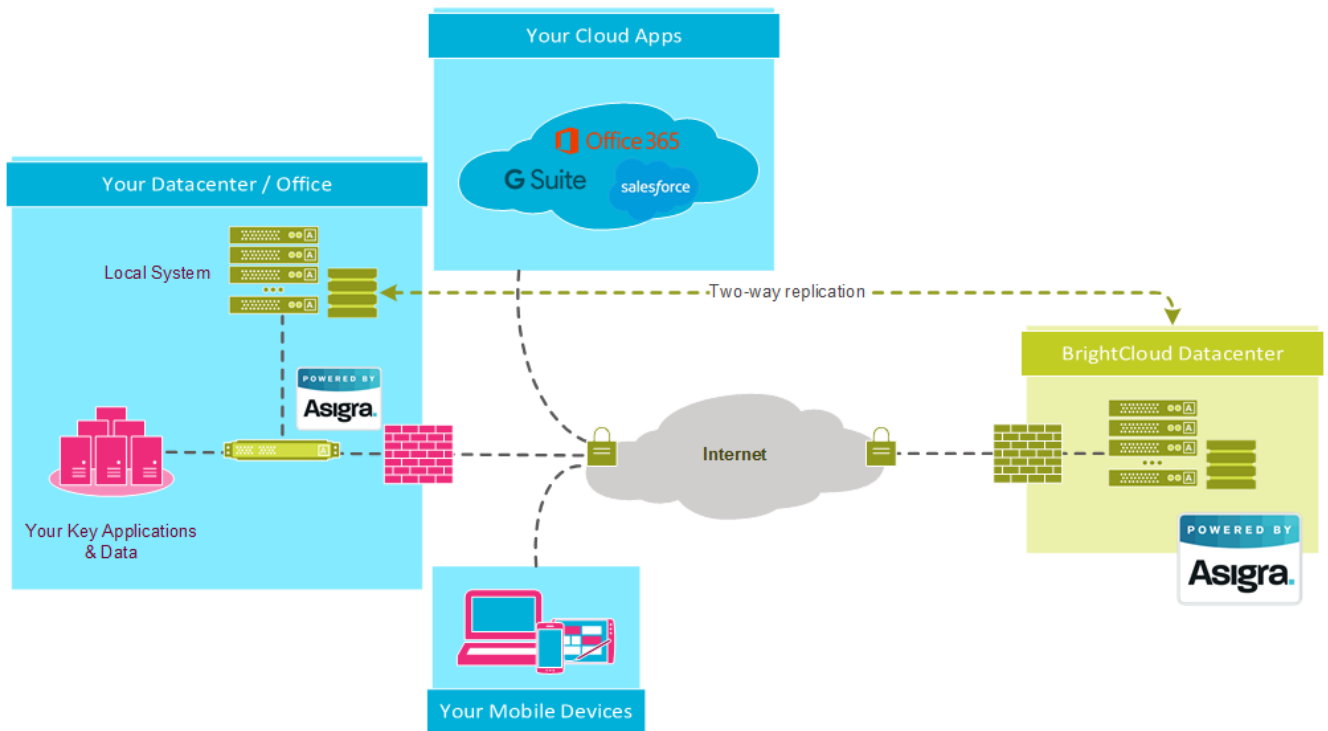 Your Cloud Apps
Office 365
G Suite
salesforce
Your Datacenter / Office
A
A
Local System
A
A
Two-way replication
POWERED BY
Asigra.
A
Your Key Applications
& Data
Internet
BrightCloud Datacenter
A
A
A
A
POWERED BY
Asigra.
Your Mobile Devices